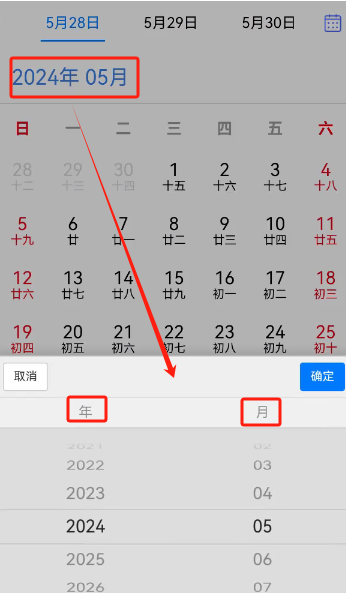 5月28日 5月29日 5月30日
2024年 05月
日 一 二 三 四 五 六
28 29 30 1 2 3 4
十二 十三 十四 十五 十六 十七 十八
5 6 7 8 9 10 11
十九 廿 廿一 廿二 廿三 廿四 廿五
12 13 14 15 16 17 18
廿六 廿七 廿八 廿九 初一 初二 初三
19 20 21 22 23 24 25
初四 初五 初六 初七 初八 初九 初十
取消 确定
年 月
2021 02
2022 03
2023 04
2024 05
2025 06
2026 07